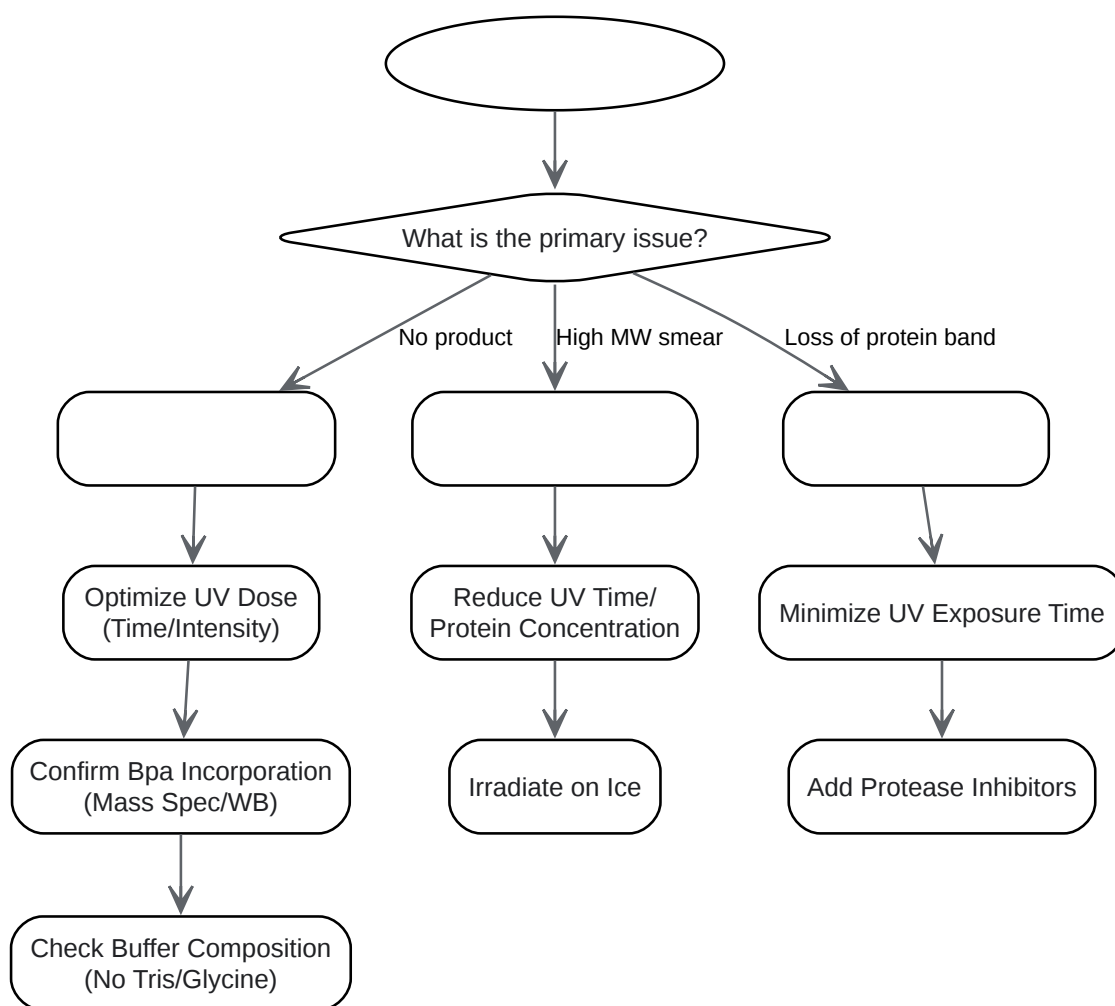 What is the primary issue?
No product
High MW smear
Loss of protein band
Optimize UV Dose
(Time/Intensity)
Reduce UV Time/
Protein Concentration
Minimize UV Exposure Time
Confirm Bpa Incorporation
(Mass Spec/WB)
Irradiate on Ice
Add Protease Inhibitors
Check Buffer Composition
(No Tris/Glycine)